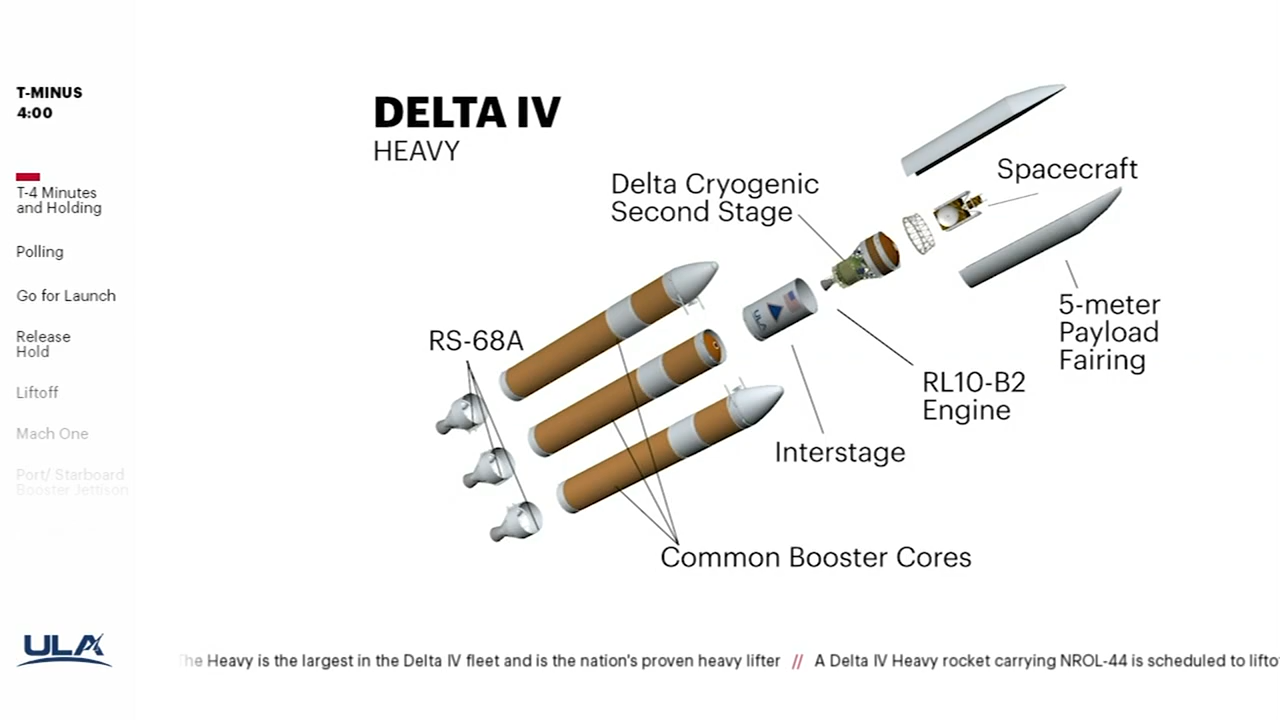 T-MINUS
4:00
T-4 Minutes
and Holding
Polling
Go for Launch
Release
Hold
Liftoff
Mach One
Port/ Starboard
Booster Jettison
DELTA IV
HEAVY
Delta Cryogenic
Second Stage
Spacecraft
5-meter
Payload
Fairing
RS-68A
RL10-B2
Engine
Interstage
ULA
Common Booster Cores
ULA
The Heavy is the largest in the Delta IV fleet and is the nation's proven heavy lifter // A Delta IV Heavy rocket carrying NROL-44 is scheduled to lifto